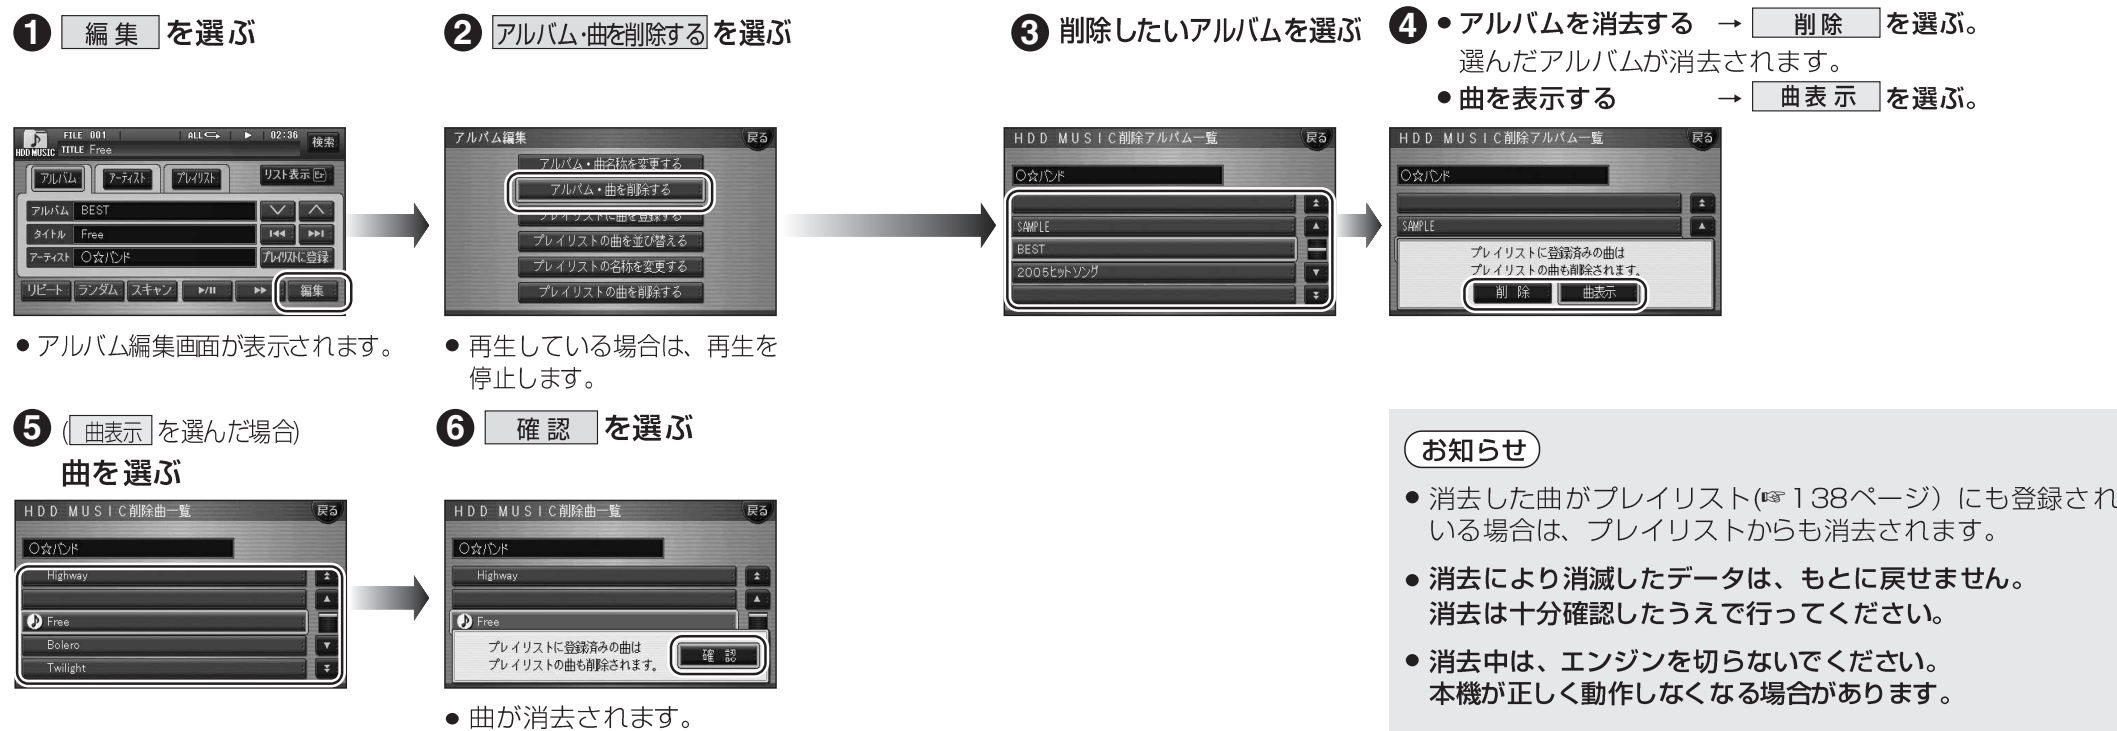 ❶ 編集 を選ぶ
FILE 001 ALL ▶ 02:36 検索
HDD MUSIC TITLE Free
アルバム アーティスト プレイリスト リスト表示
アルバム BEST
タイトル Free
アーティスト ○☆バンド プレイリストに登録
リピート ランダム スキャン ▶/II ▶▶ 編集
● アルバム編集画面が表示されます。
❷ アルバム・曲を削除する を選ぶ
アルバム編集 戻る
アルバム・曲名称を変更する
アルバム・曲を削除する
プレイリストに曲を登録する
プレイリストの曲を並び替える
プレイリストの名称を変更する
プレイリストの曲を削除する
● 再生している場合は、再生を
停止します。
❸ 削除したいアルバムを選ぶ
HDD MUSIC削除アルバム一覧 戻る
○☆バンド
SAMPLE
BEST
2005ヒットソング
❹ ● アルバムを消去する → 削除 を選ぶ。
選んだアルバムが消去されます。
● 曲を表示する → 曲表示 を選ぶ。
HDD MUSIC削除アルバム一覧 戻る
○☆バンド
SAMPLE
プレイリストに登録済みの曲は
プレイリストの曲も削除されます。
削除 曲表示
❺ (曲表示 を選んだ場合)
曲を選ぶ
HDD MUSIC削除曲一覧 戻る
○☆バンド
Highway
Free
Bolero
Twilight
❻ 確認 を選ぶ
HDD MUSIC削除曲一覧 戻る
○☆バンド
Highway
Free
プレイリストに登録済みの曲は
プレイリストの曲も削除されます。
確認
● 曲が消去されます。
お知らせ
● 消去した曲がプレイリスト(☞138ページ）にも登録され
いる場合は、プレイリストからも消去されます。
● 消去により消滅したデータは、もとに戻せません。
消去は十分確認したうえで行ってください。
● 消去中は、エンジンを切らないでください。
本機が正しく動作しなくなる場合があります。